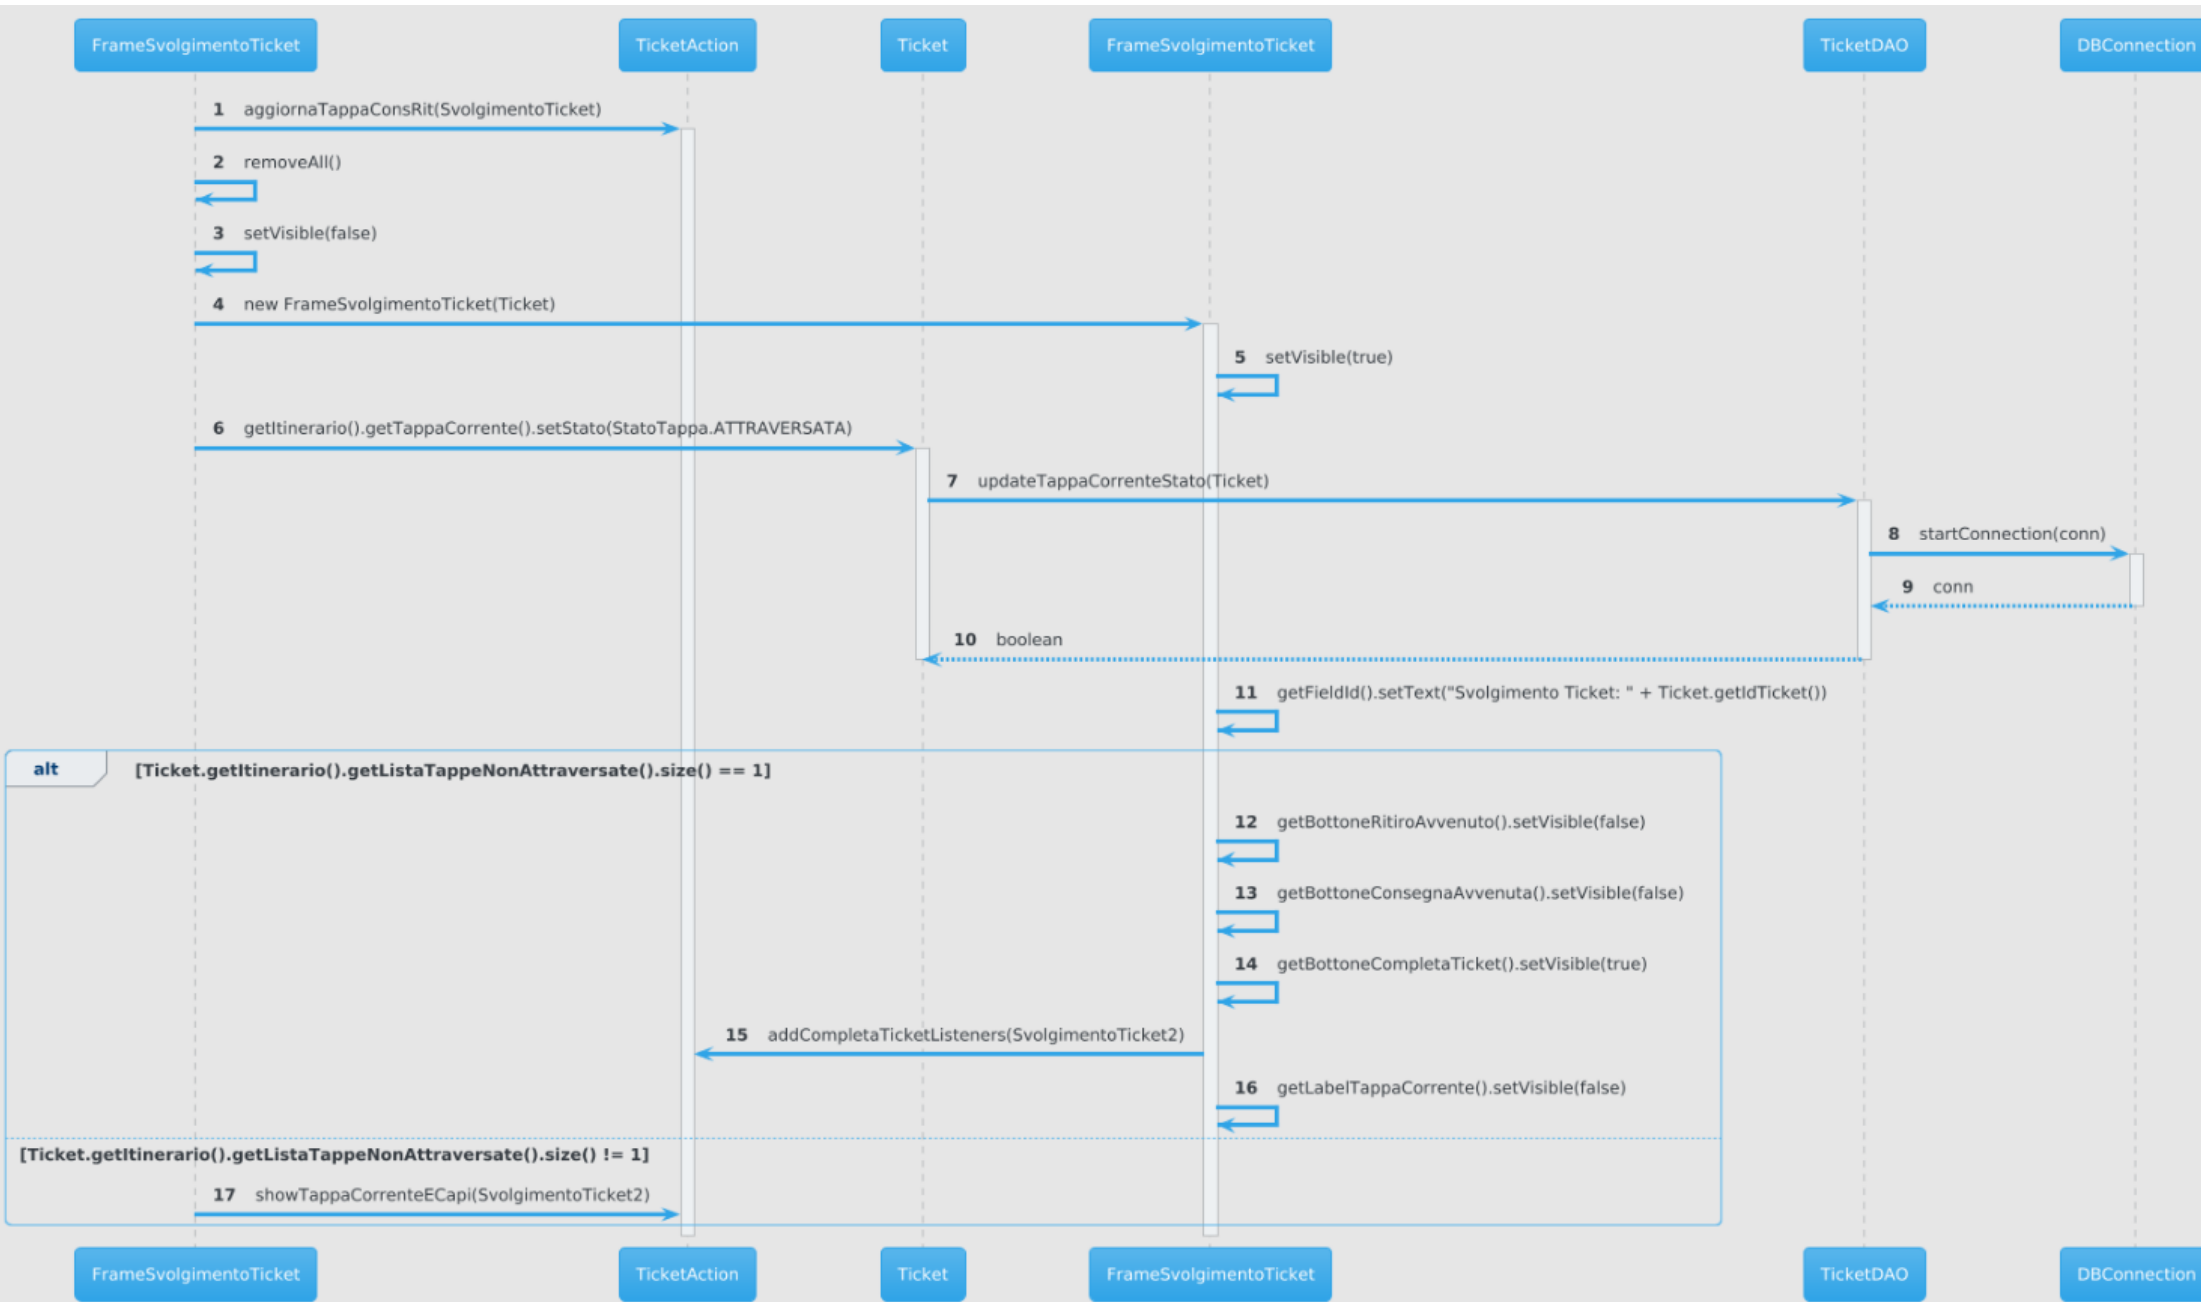 FrameSvolgimentoTicket TicketAction Ticket FrameSvolgimentoTicket TicketDAO DBConnection
1 aggiornaTappaConsRit(SvolgimentoTicket)
2 removeAll()
3 setVisible(false)
4 new FrameSvolgimentoTicket(Ticket)
5 setVisible(true)
6 getItinerario().getTappaCorrente().setStato(StatoTappa.ATTRAVERSATA)
7 updateTappaCorrenteStato(Ticket)
8 startConnection(conn)
9 conn
10 boolean
11 getFieldId().setText("Svolgimento Ticket: " + Ticket.getIdTicket())
alt [Ticket.getItinerario().getListaTappeNonAttraversate().size() == 1]
12 getBottoneRitiroAvvenuto().setVisible(false)
13 getBottoneConsegnaAvvenuta().setVisible(false)
14 getBottoneCompletaTicket().setVisible(true)
15 addCompletaTicketListeners(SvolgimentoTicket2)
16 getLabelTappaCorrente().setVisible(false)
[Ticket.getItinerario().getListaTappeNonAttraversate().size() != 1]
17 showTappaCorrenteECapi(SvolgimentoTicket2)
FrameSvolgimentoTicket TicketAction Ticket FrameSvolgimentoTicket TicketDAO DBConnection